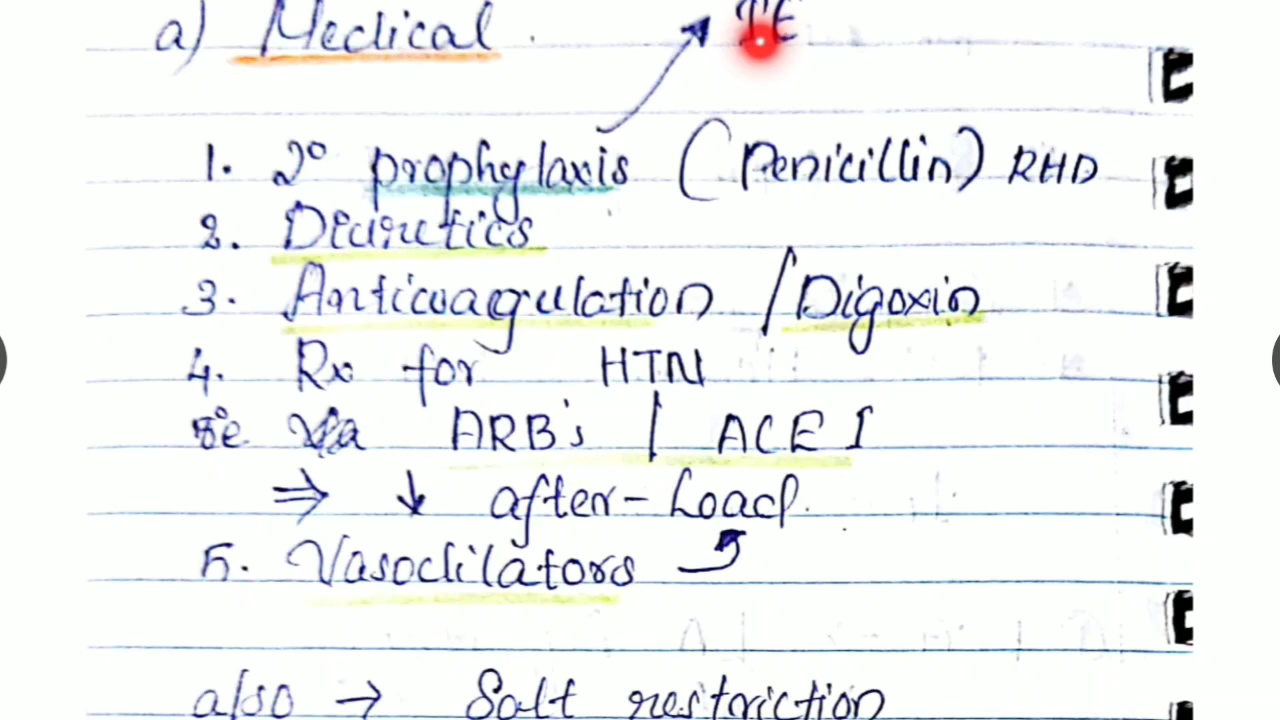 a) Medical
IE
1. 2° prophylaxis (Penicillin) RHD
2. Diuretics
3. Anticoagulation / Digoxin
4. Rx for HTN
ARB's / ACE I
⇒ ↓ after-Load.
5. Vasodilators
also → Salt restriction